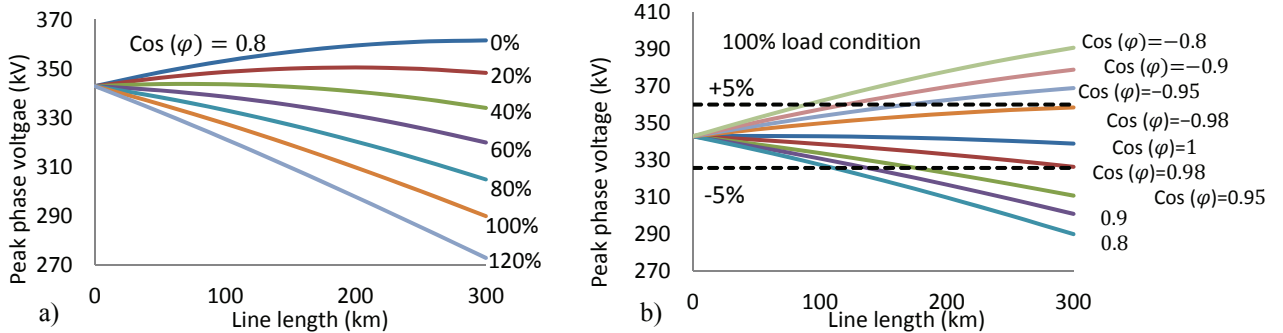 Peak phase voltgae (kV)
370
350
330
310
290
270
Cos (φ) = 0.8
0%
20%
40%
60%
80%
100%
120%
0
100
200
300
Line length (km)
a)
Peak phase voltage (kV)
410
390
370
350
330
310
290
270
100% load condition
+5%
-5%
Cos (φ)=−0.8
Cos (φ)=−0.9
Cos (φ)=−0.95
Cos (φ)=−0.98
Cos (φ)=1
Cos (φ)=0.98
Cos (φ)=0.95
0.9
0.8
0
100
200
300
Line length (km)
b)